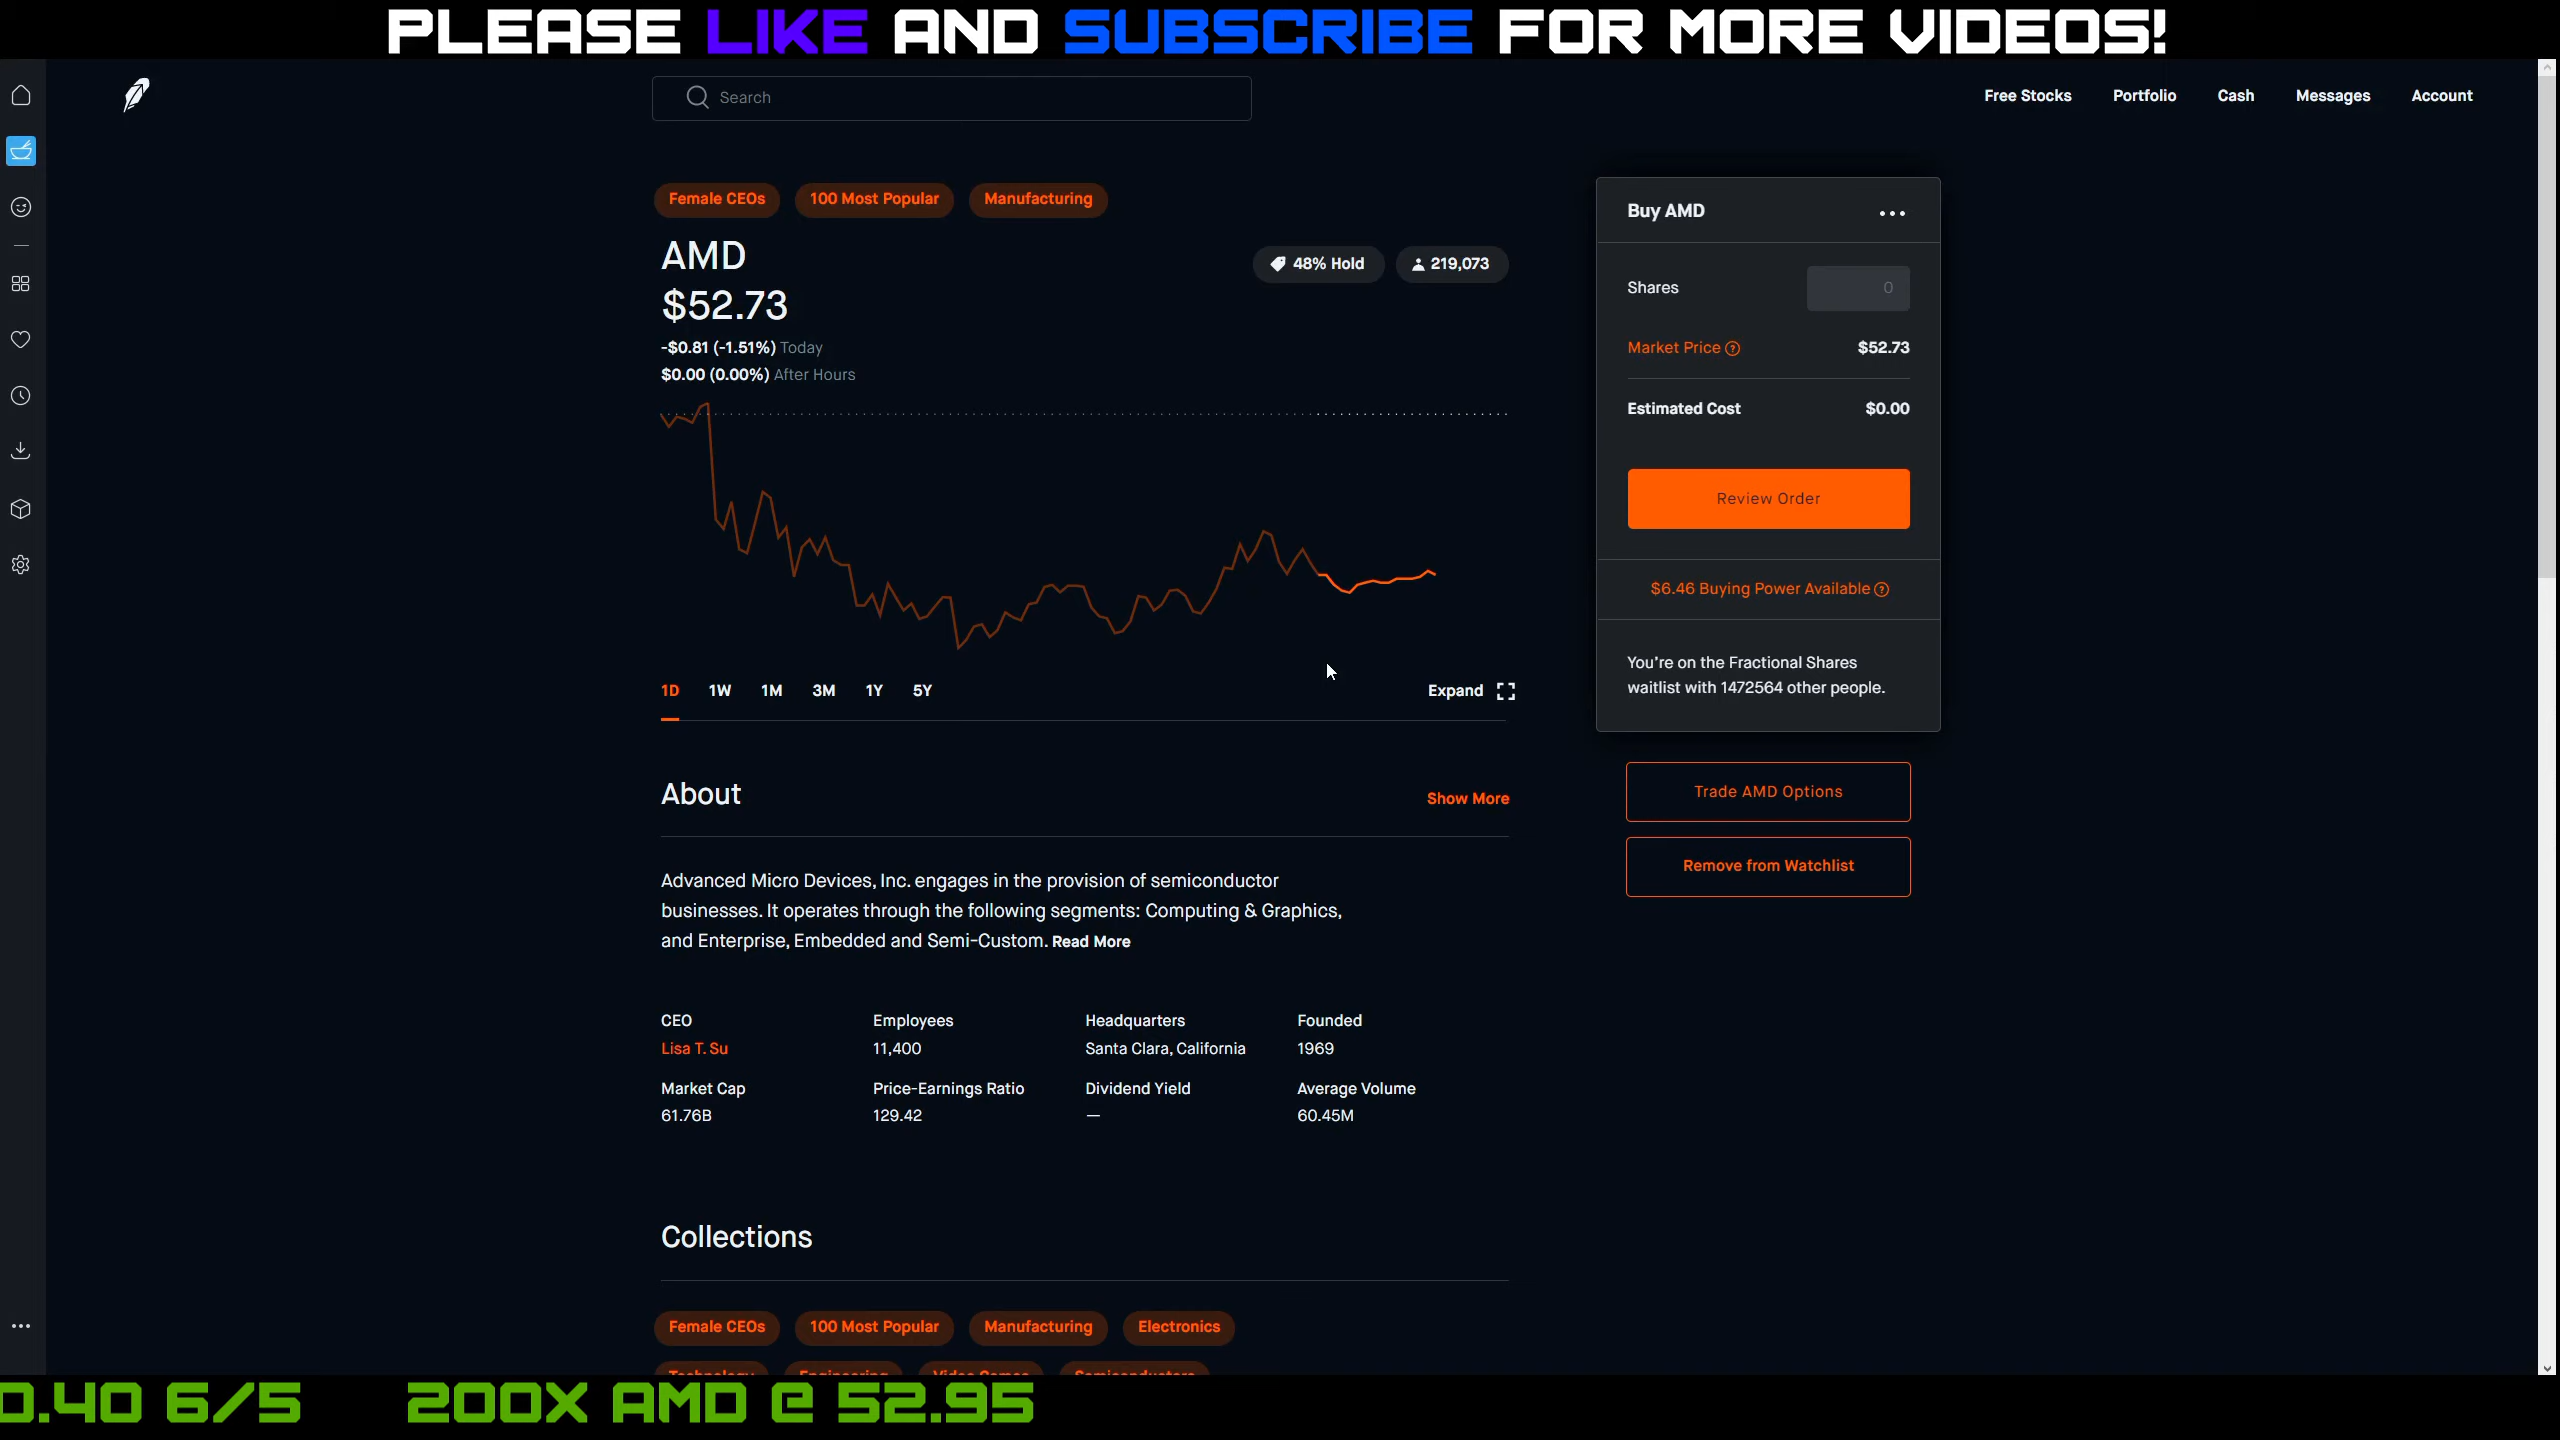 PLEASE LIKE AND SUBSCRIBE FOR MORE VIDEOS!
Search
Free Stocks Portfolio Cash Messages Account
Female CEOs 100 Most Popular Manufacturing
AMD
$52.73
48% Hold 219,073
-$0.81 (-1.51%) Today
$0.00 (0.00%) After Hours
1D 1W 1M 3M 1Y 5Y Expand
Buy AMD
Shares 0
Market Price $52.73
Estimated Cost $0.00
Review Order
$6.46 Buying Power Available
You're on the Fractional Shares
waitlist with 1472564 other people.
Trade AMD Options
Remove from Watchlist
About Show More
Advanced Micro Devices, Inc. engages in the provision of semiconductor
businesses. It operates through the following segments: Computing & Graphics,
and Enterprise, Embedded and Semi-Custom. Read More
CEO Employees Headquarters Founded
Lisa T. Su 11,400 Santa Clara, California 1969
Market Cap Price-Earnings Ratio Dividend Yield Average Volume
61.76B 129.42 — 60.45M
Collections
Female CEOs 100 Most Popular Manufacturing Electronics
Technology Engineering Video Games Semiconductors
0.40 6/5 200X AMD @ 52.95